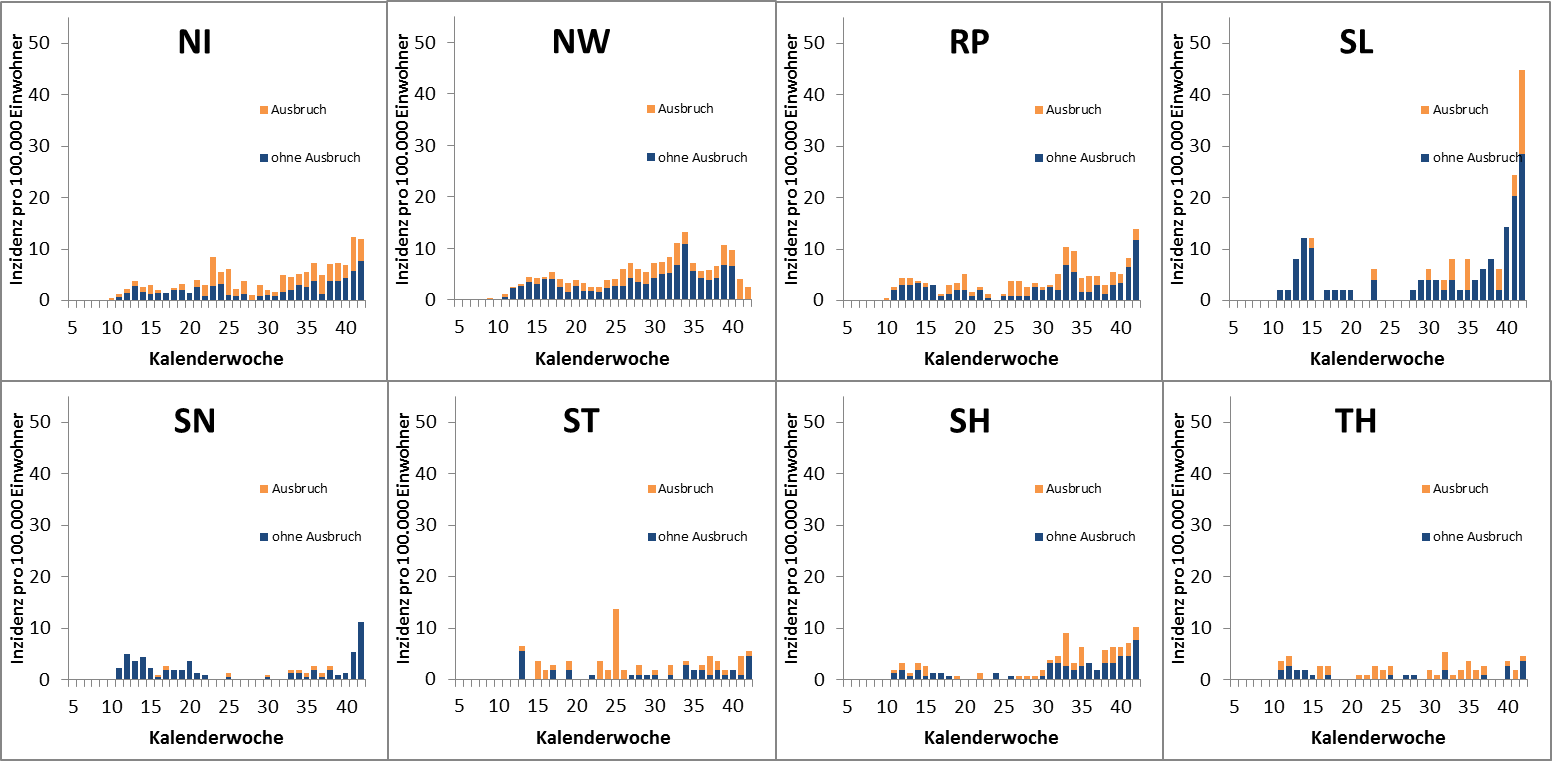 NI
Inzidenz pro 100.000 Einwohner
50
40
30
20
10
0
Ausbruch
ohne Ausbruch
5 10 15 20 25 30 35 40
Kalenderwoche
NW
Inzidenz pro 100.000 Einwohner
50
40
30
20
10
0
Ausbruch
ohne Ausbruch
5 10 15 20 25 30 35 40
Kalenderwoche
RP
Inzidenz pro 100.000 Einwohner
50
40
30
20
10
0
Ausbruch
ohne Ausbruch
5 10 15 20 25 30 35 40
Kalenderwoche
SL
Inzidenz pro 100.000 Einwohner
50
40
30
20
10
0
Ausbruch
ohne Ausbruch
5 10 15 20 25 30 35 40
Kalenderwoche
SN
Inzidenz pro 100.000 Einwohner
50
40
30
20
10
0
Ausbruch
ohne Ausbruch
5 10 15 20 25 30 35 40
Kalenderwoche
ST
Inzidenz pro 100.000 Einwohner
50
40
30
20
10
0
Ausbruch
ohne Ausbruch
5 10 15 20 25 30 35 40
Kalenderwoche
SH
Inzidenz pro 100.000 Einwohner
50
40
30
20
10
0
Ausbruch
ohne Ausbruch
5 10 15 20 25 30 35 40
Kalenderwoche
TH
Inzidenz pro 100.000 Einwohner
50
40
30
20
10
0
Ausbruch
ohne Ausbruch
5 10 15 20 25 30 35 40
Kalenderwoche